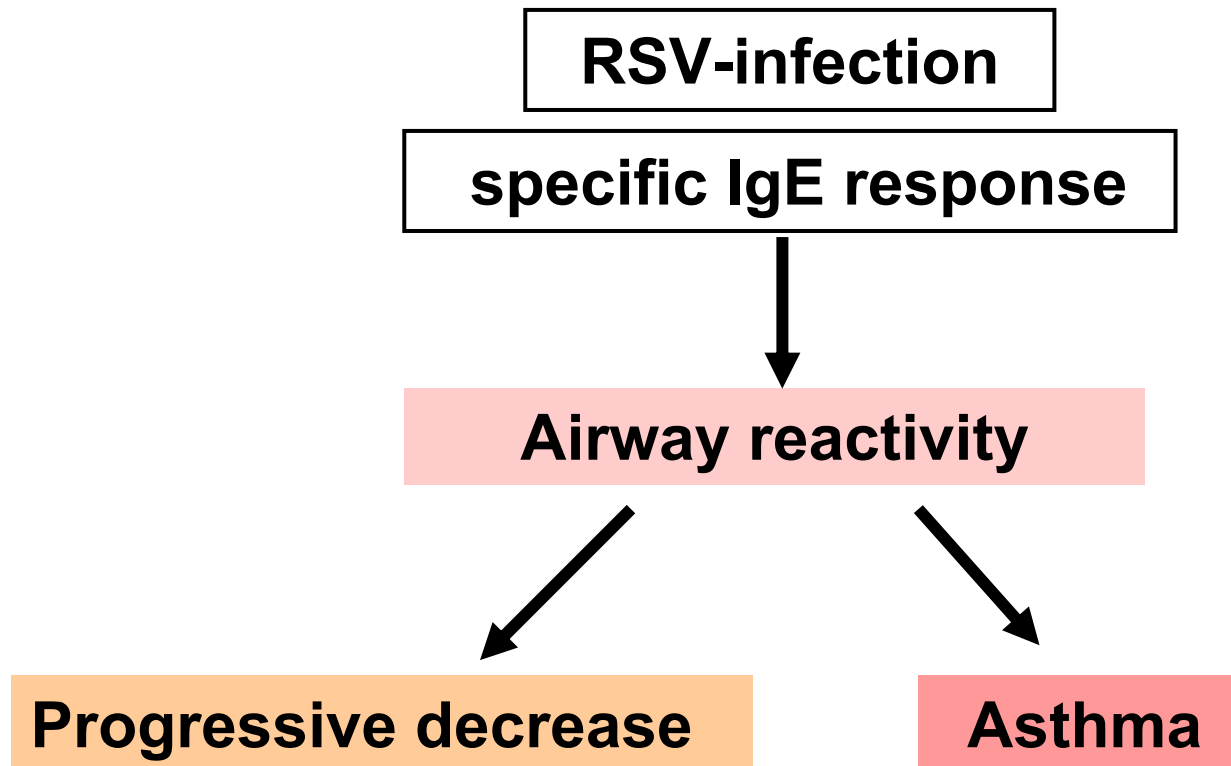 RSV-infection
specific IgE response
Airway reactivity
Progressive decrease
Asthma